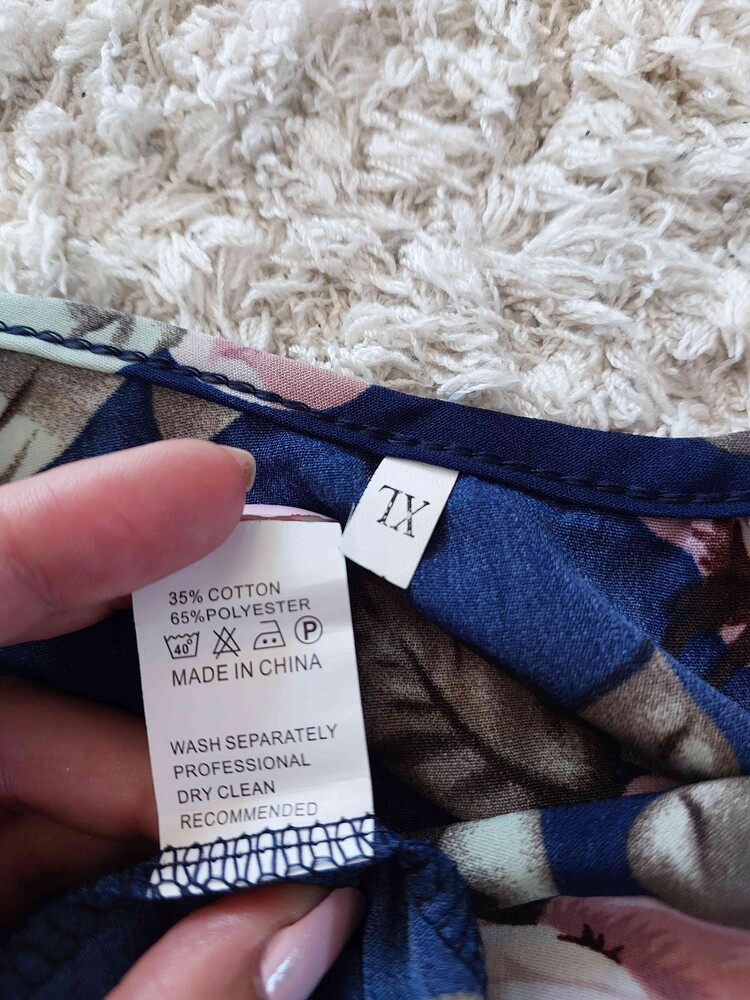 XL
35% COTTON
65%POLYESTER
40° P
MADE IN CHINA
WASH SEPARATELY
PROFESSIONAL
DRY CLEAN
RECOMMENDED